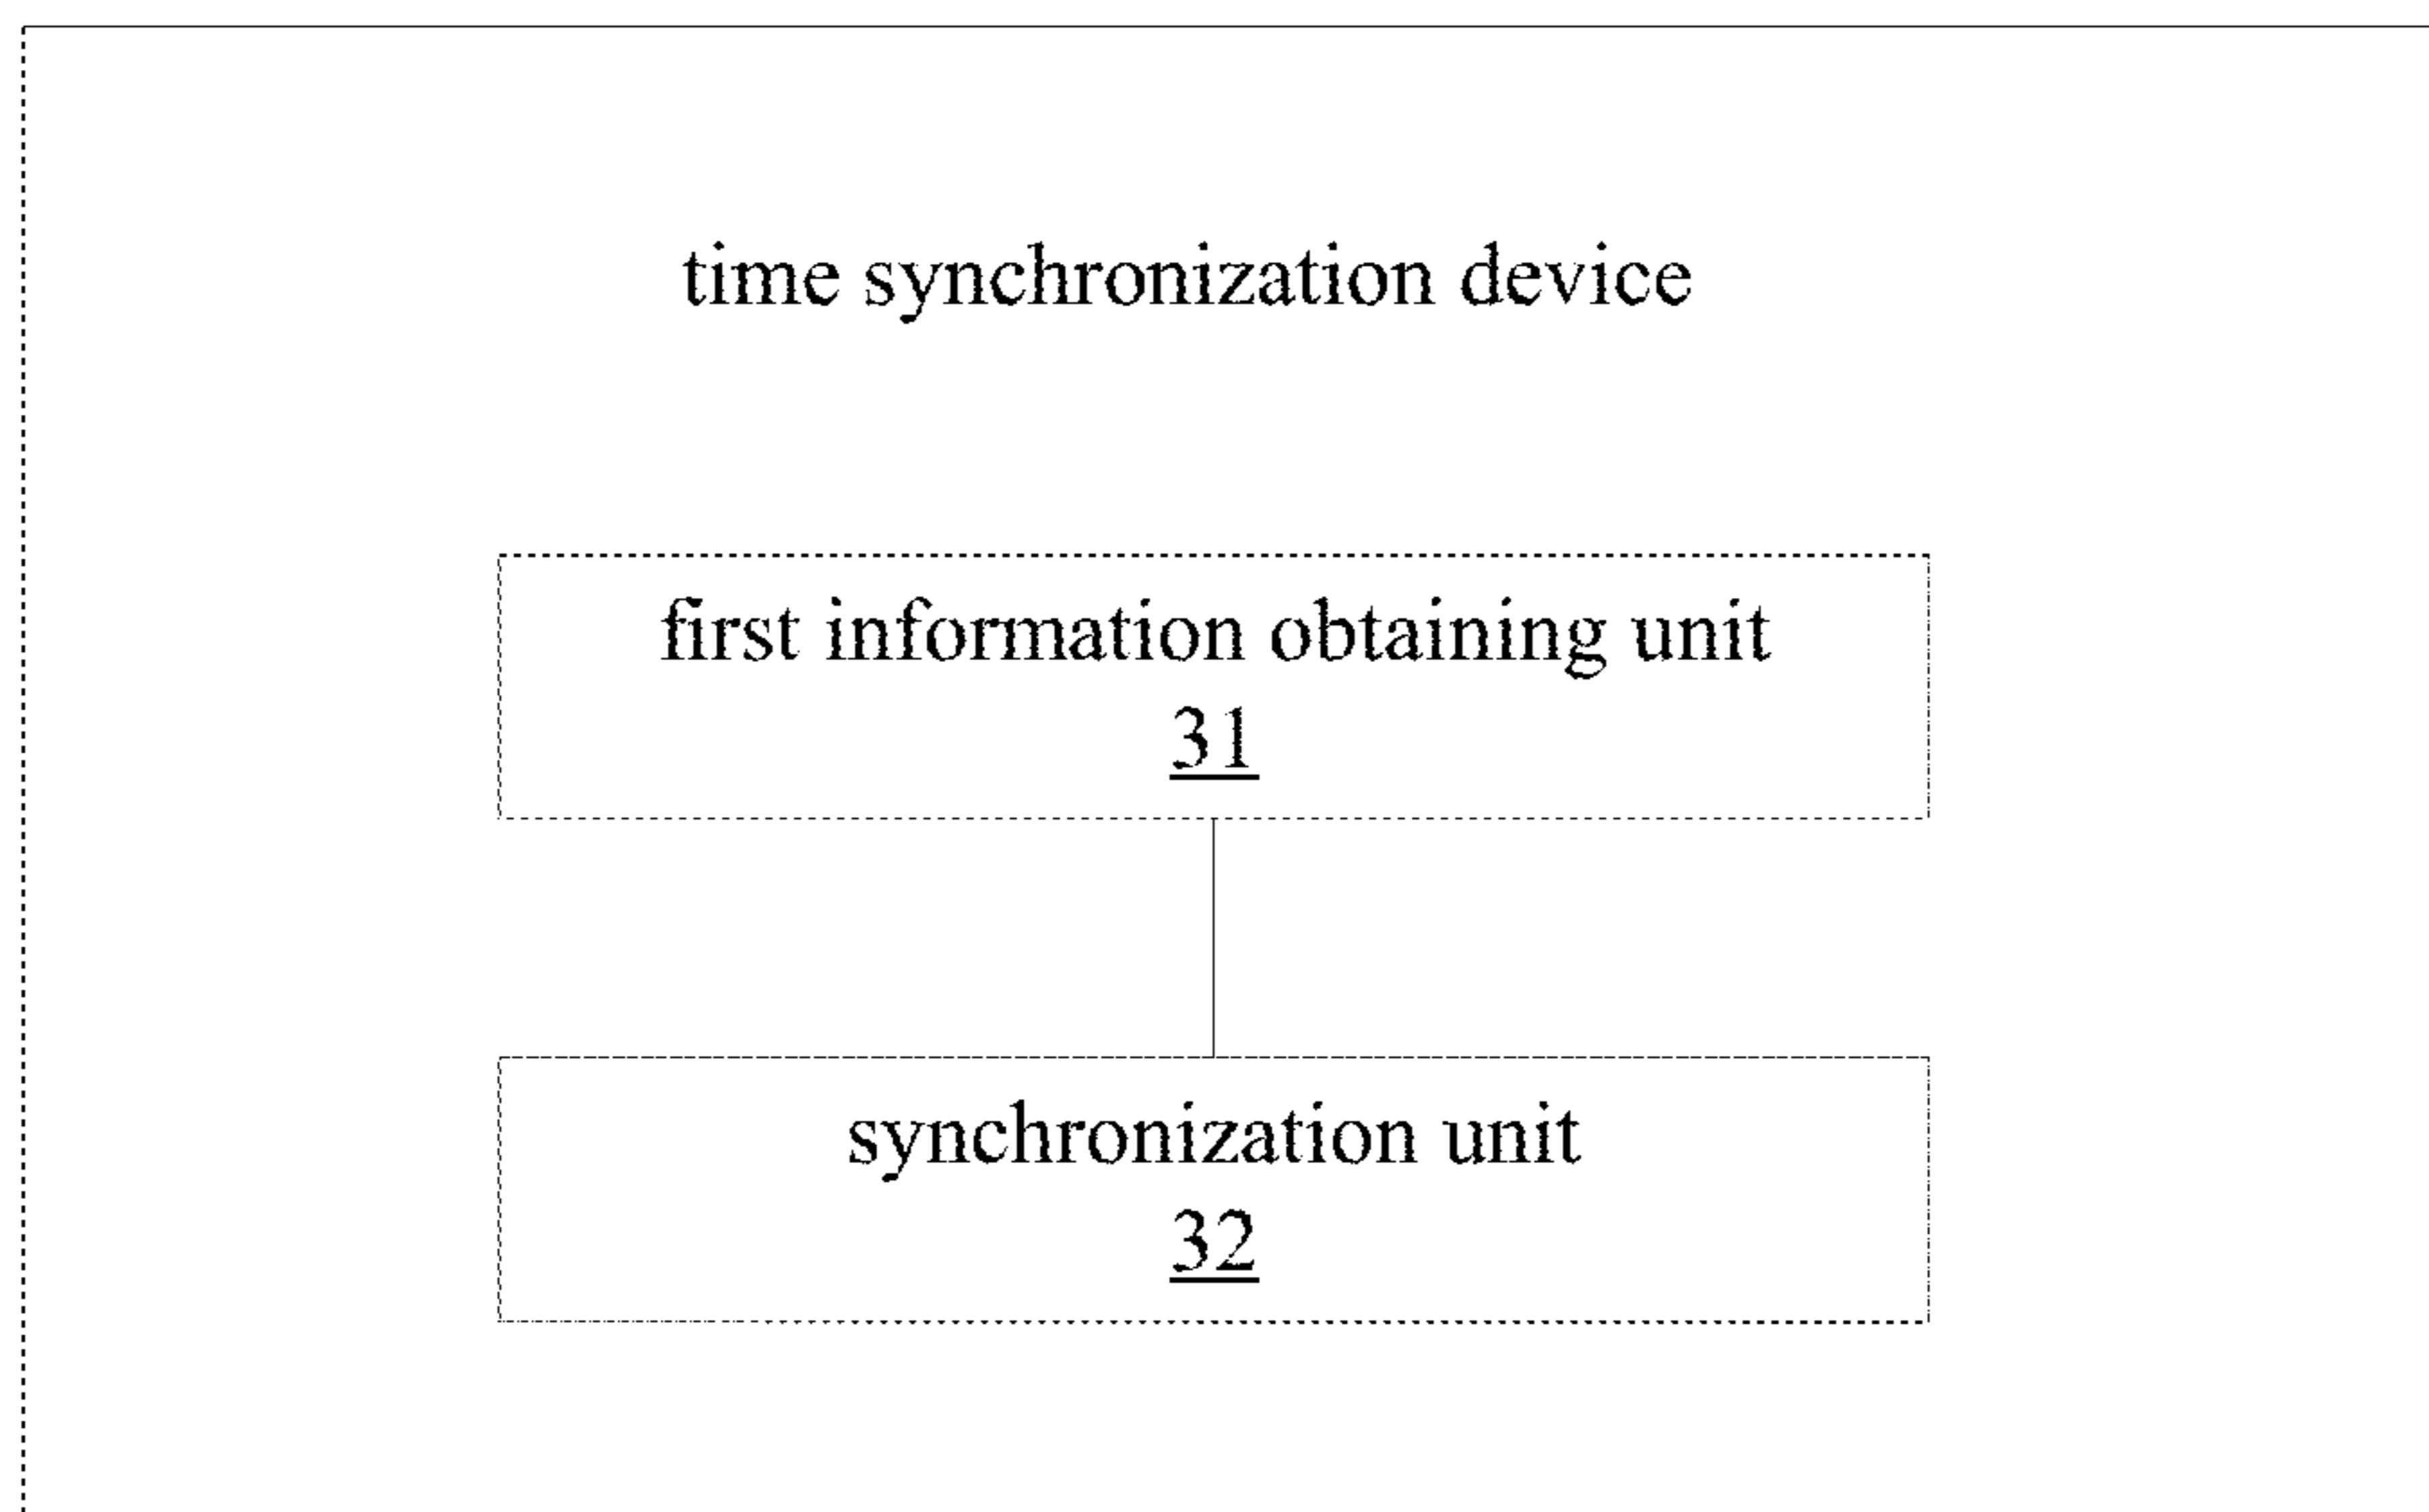 time synchronization device
first information obtaining unit
31
synchronization unit
32